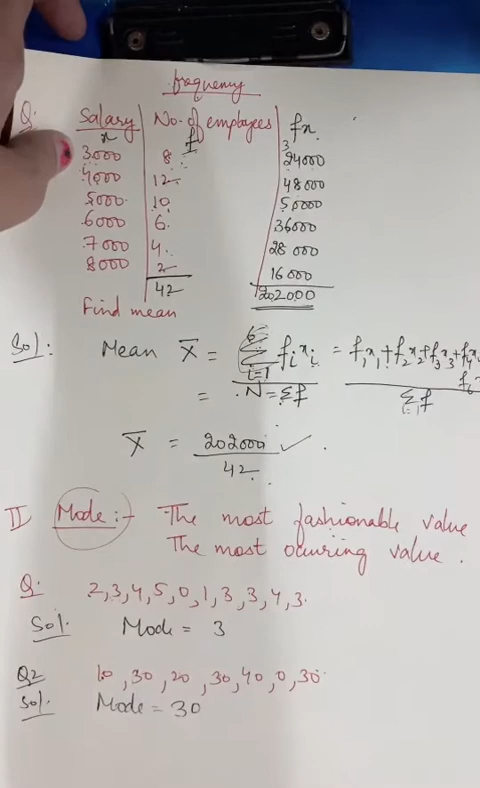 frequency
Q. Salary No. of employees fx
x f
3000 8 24000
4000 12 48000
5000 10 50000
6000 6 36000
7000 4 28000
8000 2 16000
42 202000
Find mean
Sol: Mean X̄ = Σ fᵢxᵢ = f₁x₁+f₂x₂+f₃x₃+f₄x
i=1
= N = Σf Σf
X̄ = 202000
42
II Mode:- The most fashionable value
The most occuring value.
Q. 2,3,4,5,0,1,3,3,4,3.
Sol. Mode = 3
Q2 10,30,20,30,40,0,30
Sol. Mode = 30